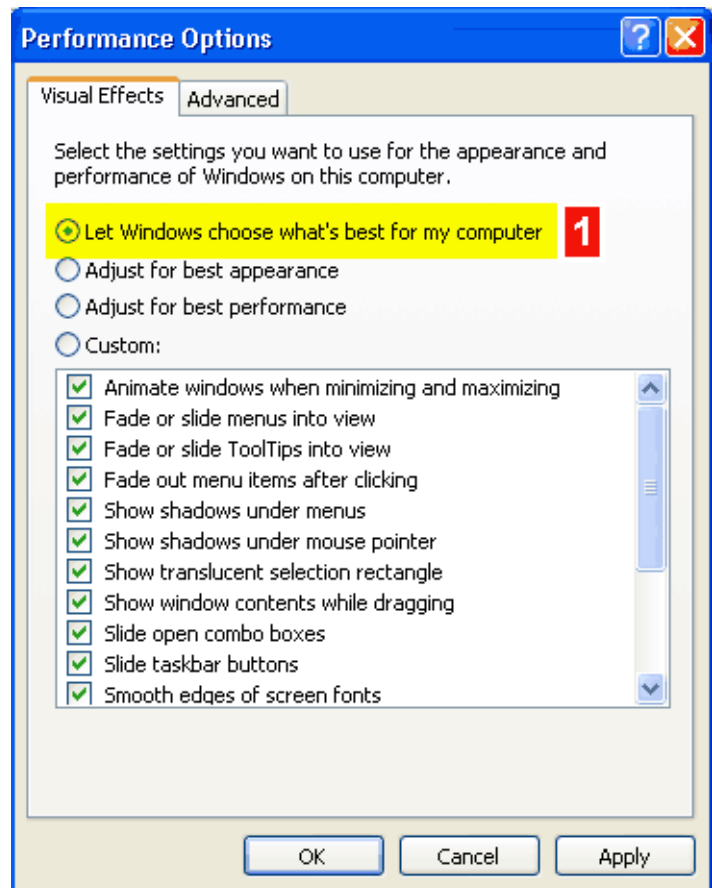 Performance Options
Visual Effects
Advanced
Select the settings you want to use for the appearance and
performance of Windows on this computer.
Let Windows choose what's best for my computer
1
Adjust for best appearance
Adjust for best performance
Custom:
Animate windows when minimizing and maximizing
Fade or slide menus into view
Fade or slide ToolTips into view
Fade out menu items after clicking
Show shadows under menus
Show shadows under mouse pointer
Show translucent selection rectangle
Show window contents while dragging
Slide open combo boxes
Slide taskbar buttons
Smooth edges of screen fonts
OK
Cancel
Apply